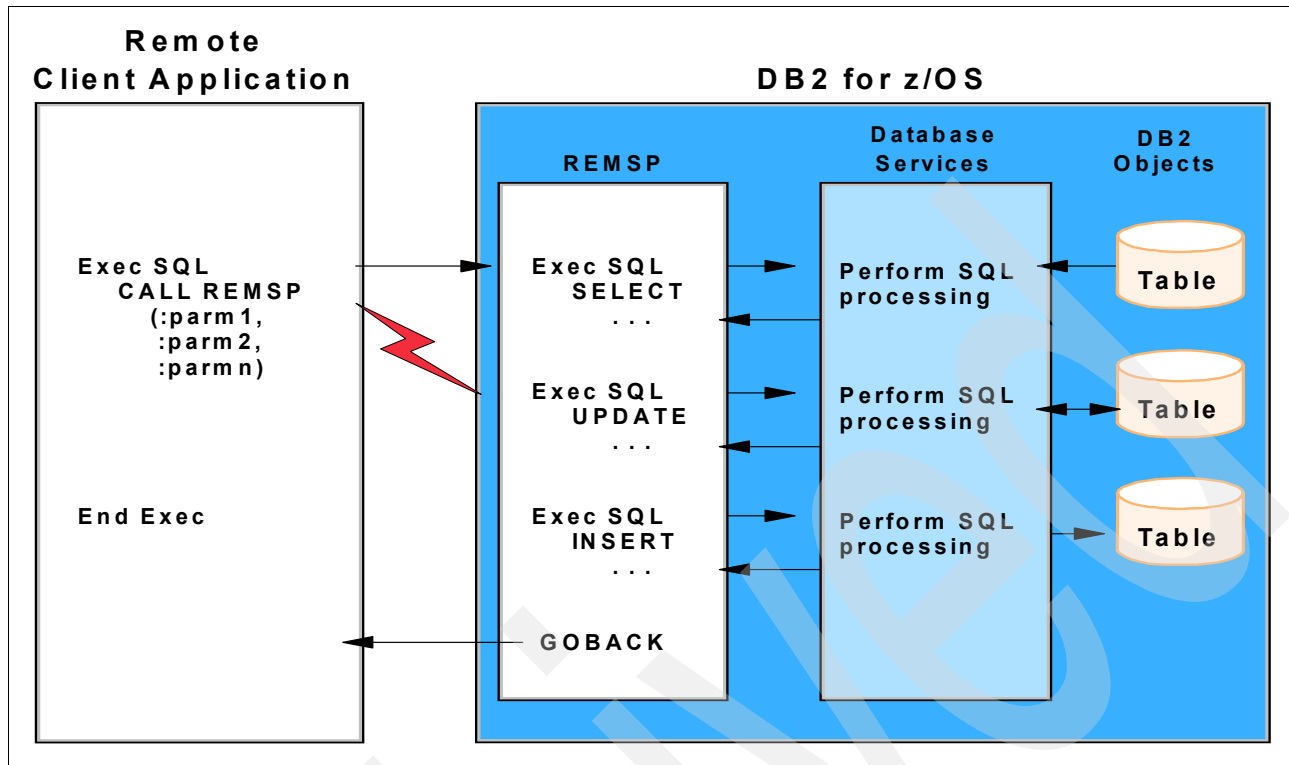 Remote
Client Application
DB2 for z/OS
REMSP
Database
Services
DB2
Objects
Exec SQL
CALL REMSP
(:parm1,
:parm2,
:parmn)
End Exec
Exec SQL
SELECT
...
Exec SQL
UPDATE
...
Exec SQL
INSERT
...
GOBACK
Perform SQL
processing
Perform SQL
processing
Perform SQL
processing
Table
Table
Table